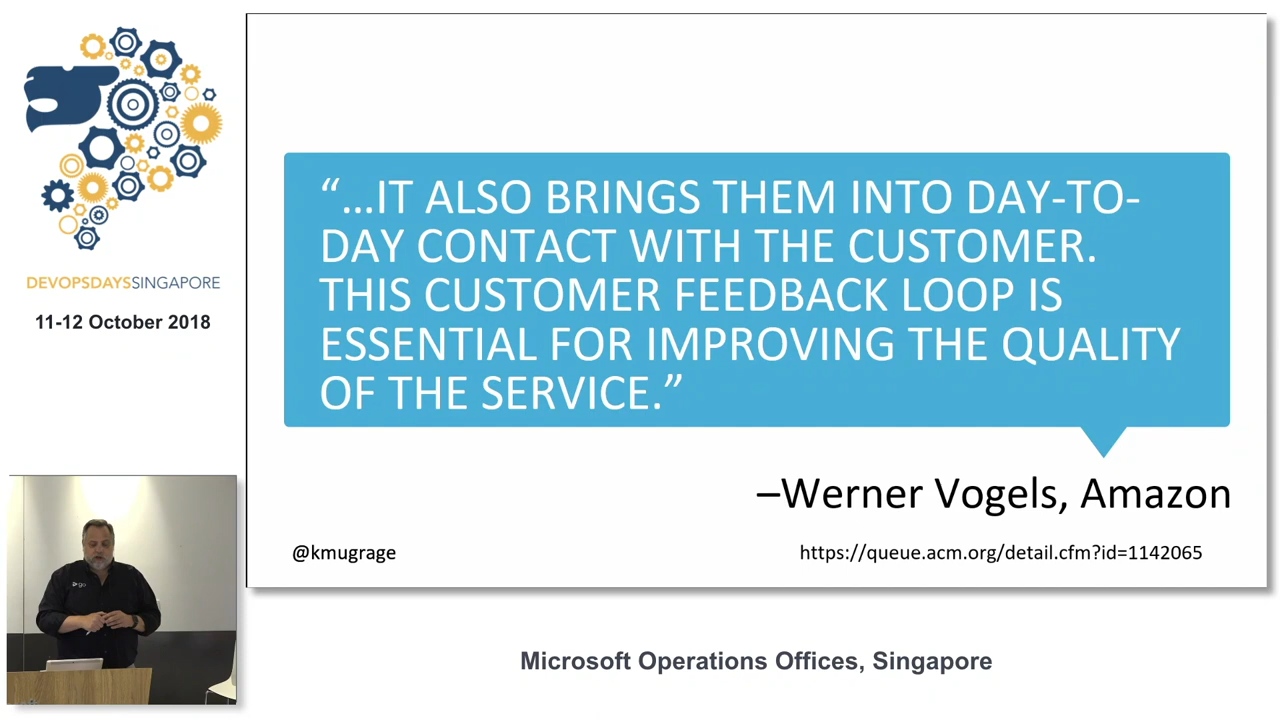 DEVOPSDAYSSINGAPORE
11-12 October 2018
“…IT ALSO BRINGS THEM INTO DAY-TO-
DAY CONTACT WITH THE CUSTOMER.
THIS CUSTOMER FEEDBACK LOOP IS
ESSENTIAL FOR IMPROVING THE QUALITY
OF THE SERVICE.”
–Werner Vogels, Amazon
@kmugrage
https://queue.acm.org/detail.cfm?id=1142065
go
Microsoft Operations Offices, Singapore